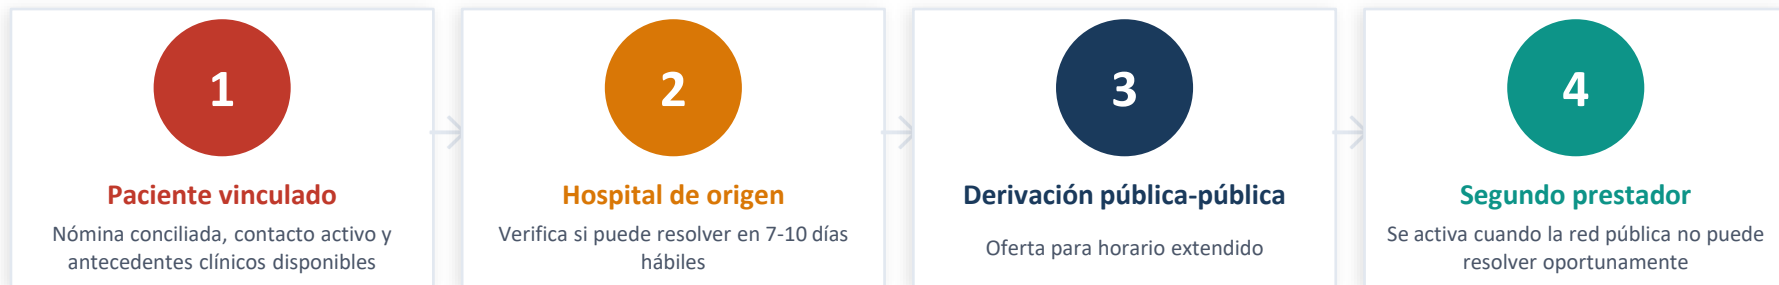 1
Paciente vinculado
Nómina conciliada, contacto activo y
antecedentes clínicos disponibles
2
Hospital de origen
Verifica si puede resolver en 7-10 días
hábiles
3
Derivación pública-pública
Oferta para horario extendido
4
Segundo prestador
Se activa cuando la red pública no puede
resolver oportunamente